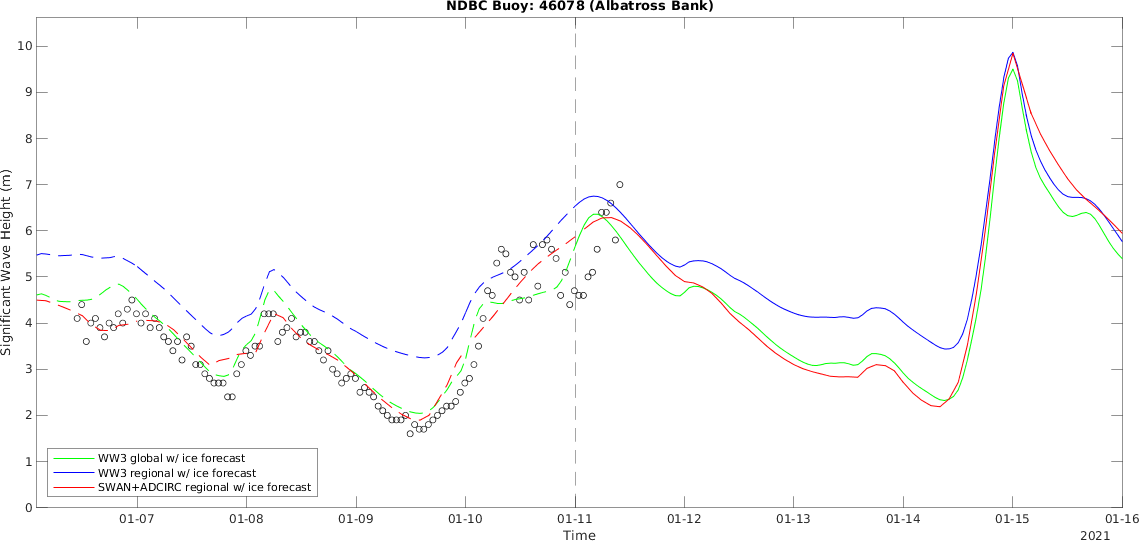 NDBC Buoy: 46078 (Albatross Bank)
Significant Wave Height (m)
10
9
8
7
6
5
4
3
2
1
0
WW3 global w/ ice forecast
WW3 regional w/ ice forecast
SWAN+ADCIRC regional w/ ice forecast
01-07 01-08 01-09 01-10 01-11 01-12 01-13 01-14 01-15 01-16
Time
2021